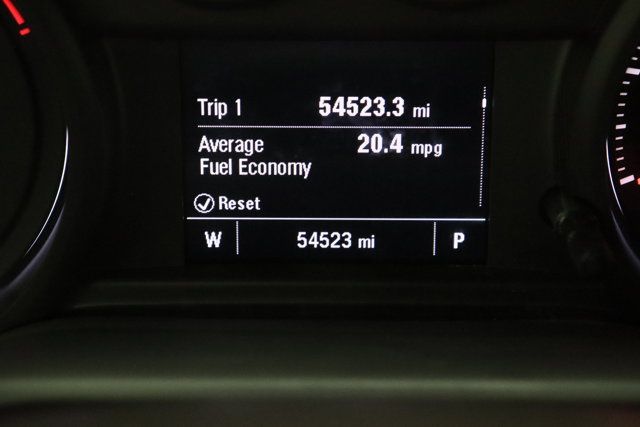 Trip 1 54523.3 mi
Average 20.4 mpg
Fuel Economy
Reset
W 54523 mi P